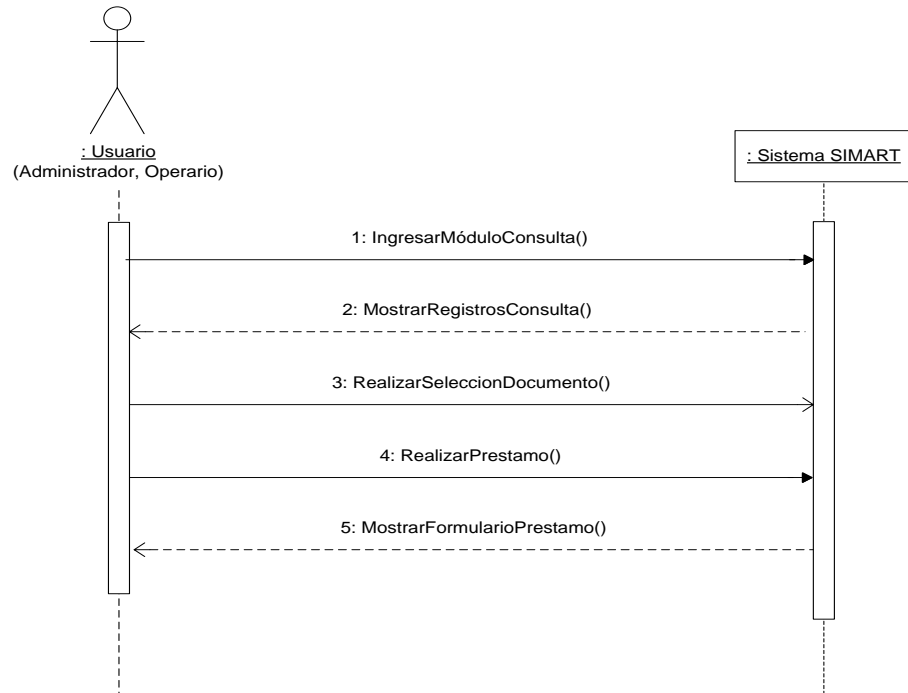 : Usuario
(Administrador, Operario)
: Sistema SIMART
1: IngresarMóduloConsulta()
2: MostrarRegistrosConsulta()
3: RealizarSeleccionDocumento()
4: RealizarPrestamo()
5: MostrarFormularioPrestamo()